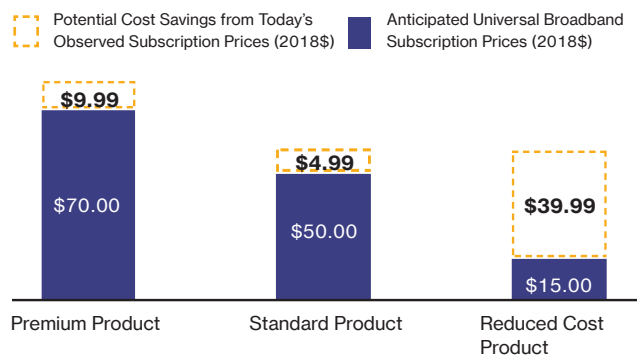 Potential Cost Savings from Today's
Observed Subscription Prices (2018$)
Anticipated Universal Broadband
Subscription Prices (2018$)
$9.99
$70.00
$4.99
$50.00
$39.99
$15.00
Premium Product
Standard Product
Reduced Cost
Product